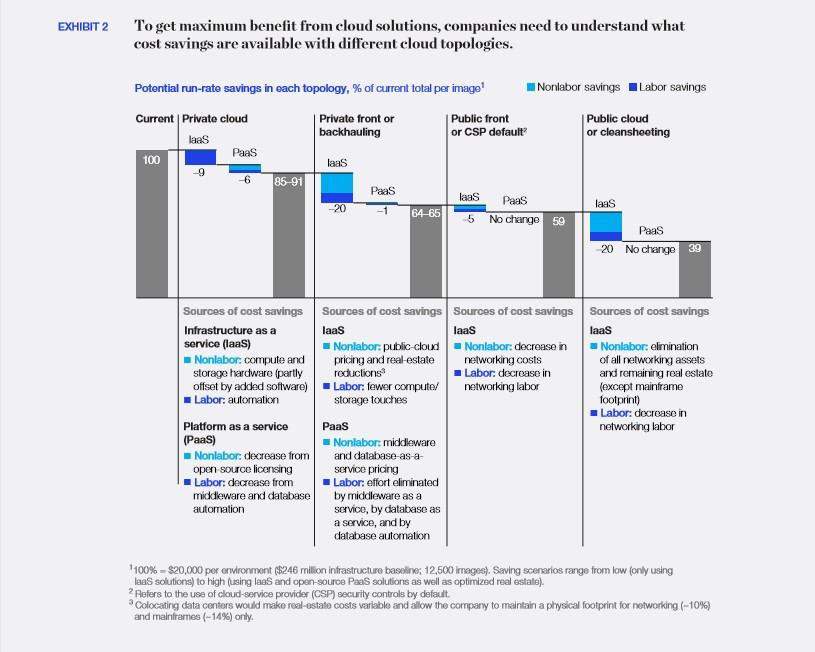 EXHIBIT 2
To get maximum benefit from cloud solutions, companies need to understand what
cost savings are available with different cloud topologies.
Potential run-rate savings in each topology, % of current total per image¹
Nonlabor savings
Labor savings
Current
Private cloud
Private front or
backhauling
Public front
or CSP default²
Public cloud
or cleansheeting
100
IaaS
–9
PaaS
–6
85–91
IaaS
–20
PaaS
–1
64–65
IaaS
–5
PaaS
No change
59
IaaS
–20
PaaS
No change
39
Sources of cost savings
Infrastructure as a
service (IaaS)
Nonlabor: compute and
storage hardware (partly
offset by added software)
Labor: automation
Platform as a service
(PaaS)
Nonlabor: decrease from
open-source licensing
Labor: decrease from
middleware and database
automation
Sources of cost savings
IaaS
Nonlabor: public-cloud
pricing and real-estate
reductions³
Labor: fewer compute/
storage touches
PaaS
Nonlabor: middleware
and database-as-a-
service pricing
Labor: effort eliminated
by middleware as a
service, by database as
a service, and by
database automation
Sources of cost savings
IaaS
Nonlabor: decrease in
networking costs
Labor: decrease in
networking labor
Sources of cost savings
IaaS
Nonlabor: elimination
of all networking assets
and remaining real estate
(except mainframe
footprint)
Labor: decrease in
networking labor
¹ 100% = $20,000 per environment ($246 million infrastructure baseline; 12,500 images). Saving scenarios range from low (only using
IaaS solutions) to high (using IaaS and open-source PaaS solutions as well as optimized real estate).
² Refers to the use of cloud-service provider (CSP) security controls by default.
³ Colocating data centers would make real-estate costs variable and allow the company to maintain a physical footprint for networking (~10%)
and mainframes (~14%) only.